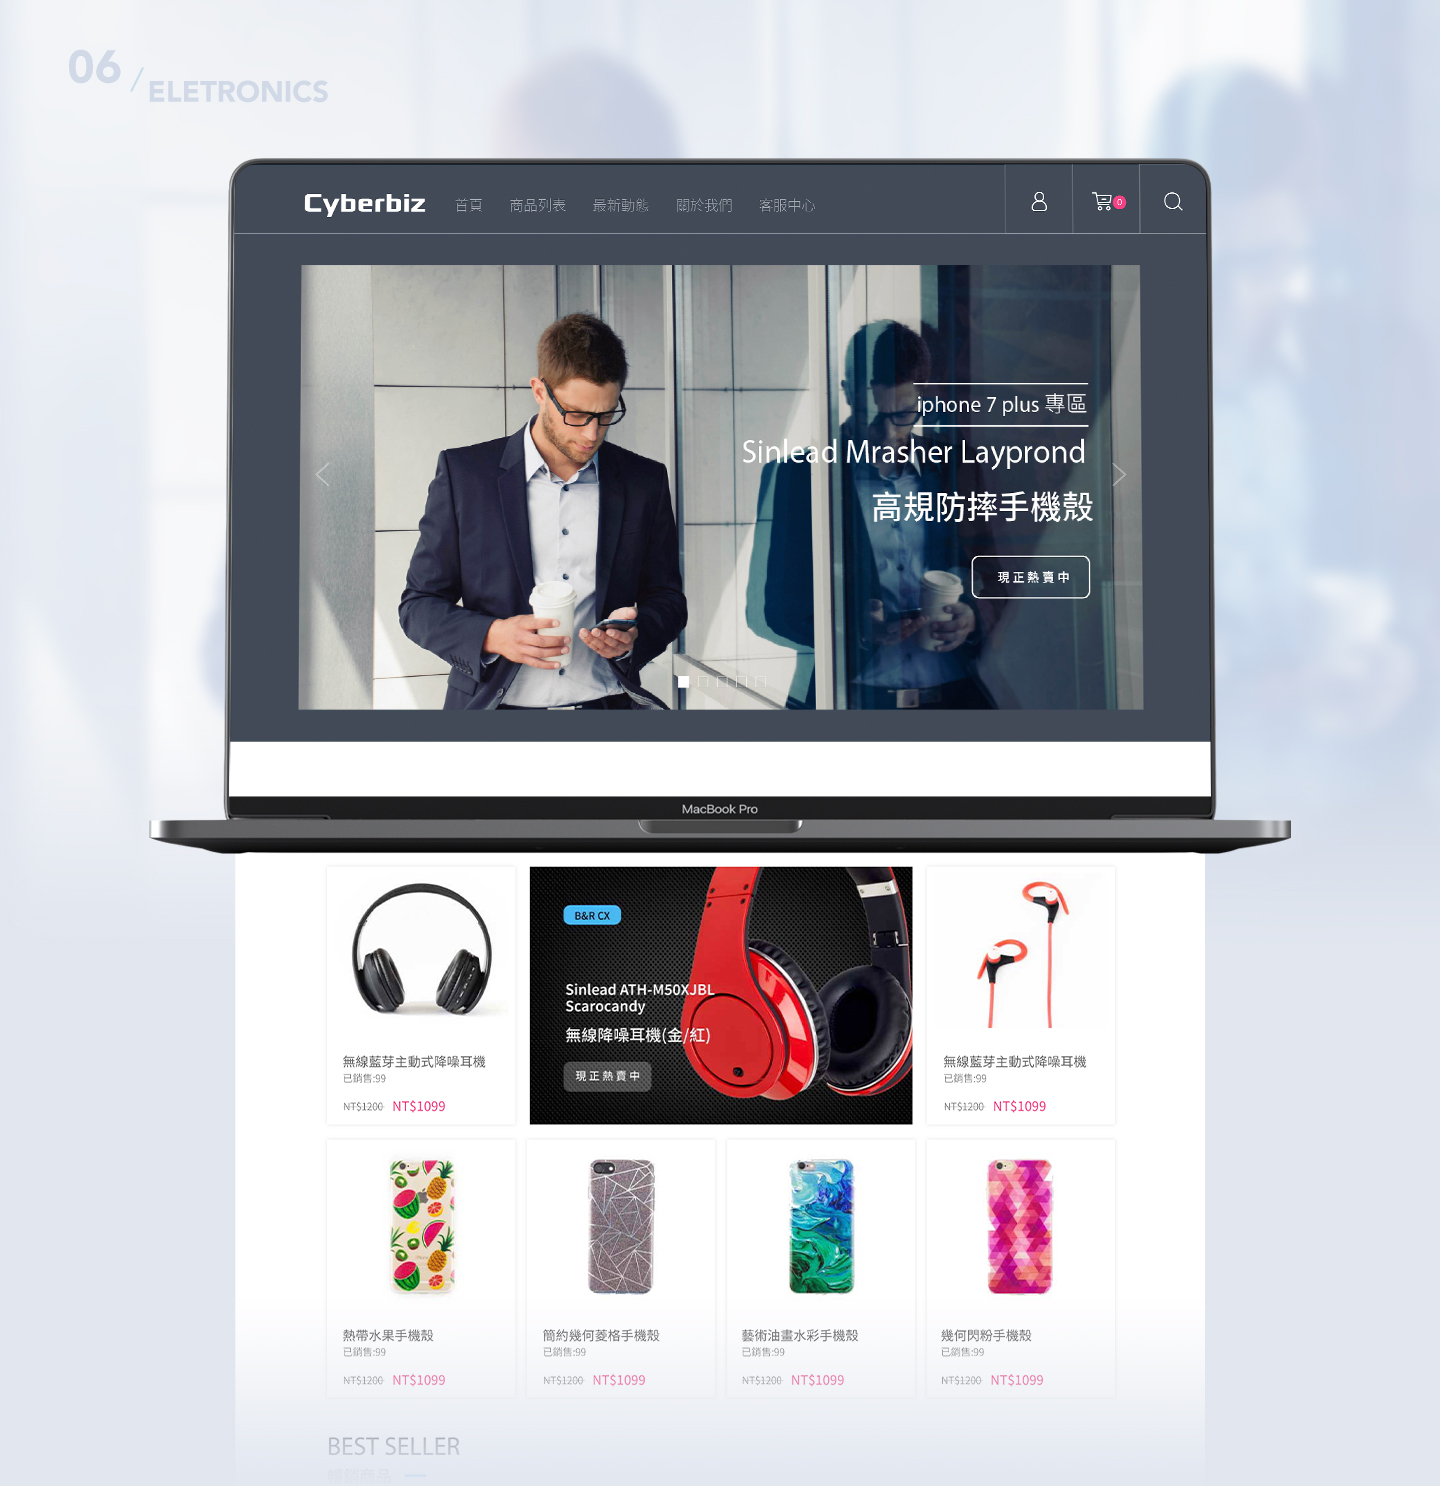 06 / ELETRONICS
Cyberbiz 首頁 商品列表 最新動態 關於我們 客服中心 0
iphone 7 plus 專區
Sinlead Mrasher Layprond
高規防摔手機殼
現正熱賣中
MacBook Pro
B&R CX
Sinlead ATH-M50XJBL
Scarocandy
無線降噪耳機(金/紅)
現正熱賣中
無線藍芽主動式降噪耳機
已銷售:99
NT$1200 NT$1099
無線藍芽主動式降噪耳機
已銷售:99
NT$1200 NT$1099
熱帶水果手機殼
已銷售:99
NT$1200 NT$1099
簡約幾何菱格手機殼
已銷售:99
NT$1200 NT$1099
藝術油畫水彩手機殼
已銷售:99
NT$1200 NT$1099
幾何閃粉手機殼
已銷售:99
NT$1200 NT$1099
BEST SELLER